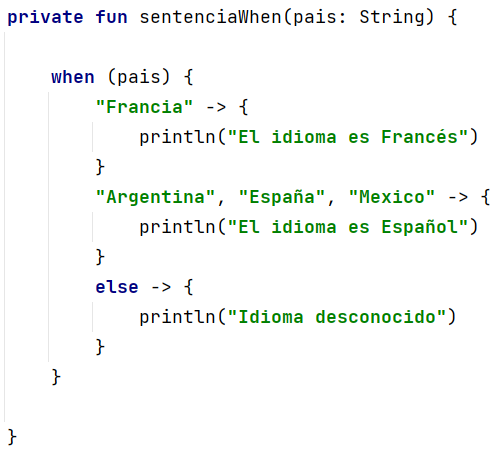 private fun sentenciaWhen(pais: String) {
when (pais) {
"Francia" -> {
println("El idioma es Francés")
}
"Argentina", "España", "Mexico" -> {
println("El idioma es Español")
}
else -> {
println("Idioma desconocido")
}
}
}